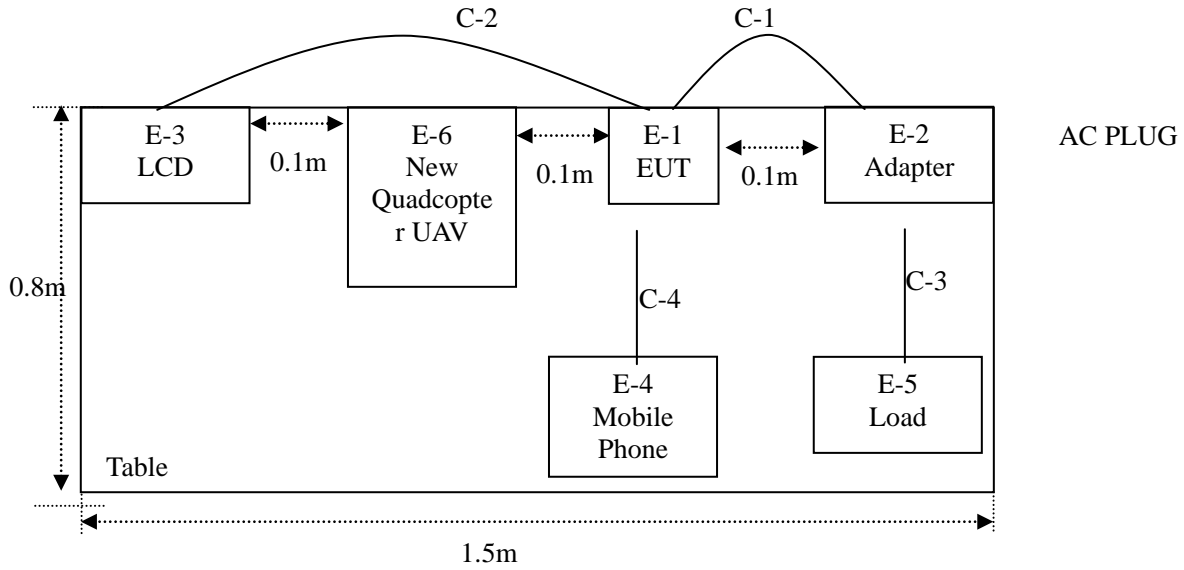 C-2
C-1
E-3
LCD
0.1m
E-6
New
Quadcopte
r UAV
0.1m
E-1
EUT
0.1m
E-2
Adapter
AC PLUG
0.8m
C-4
C-3
E-4
Mobile
Phone
E-5
Load
Table
1.5m